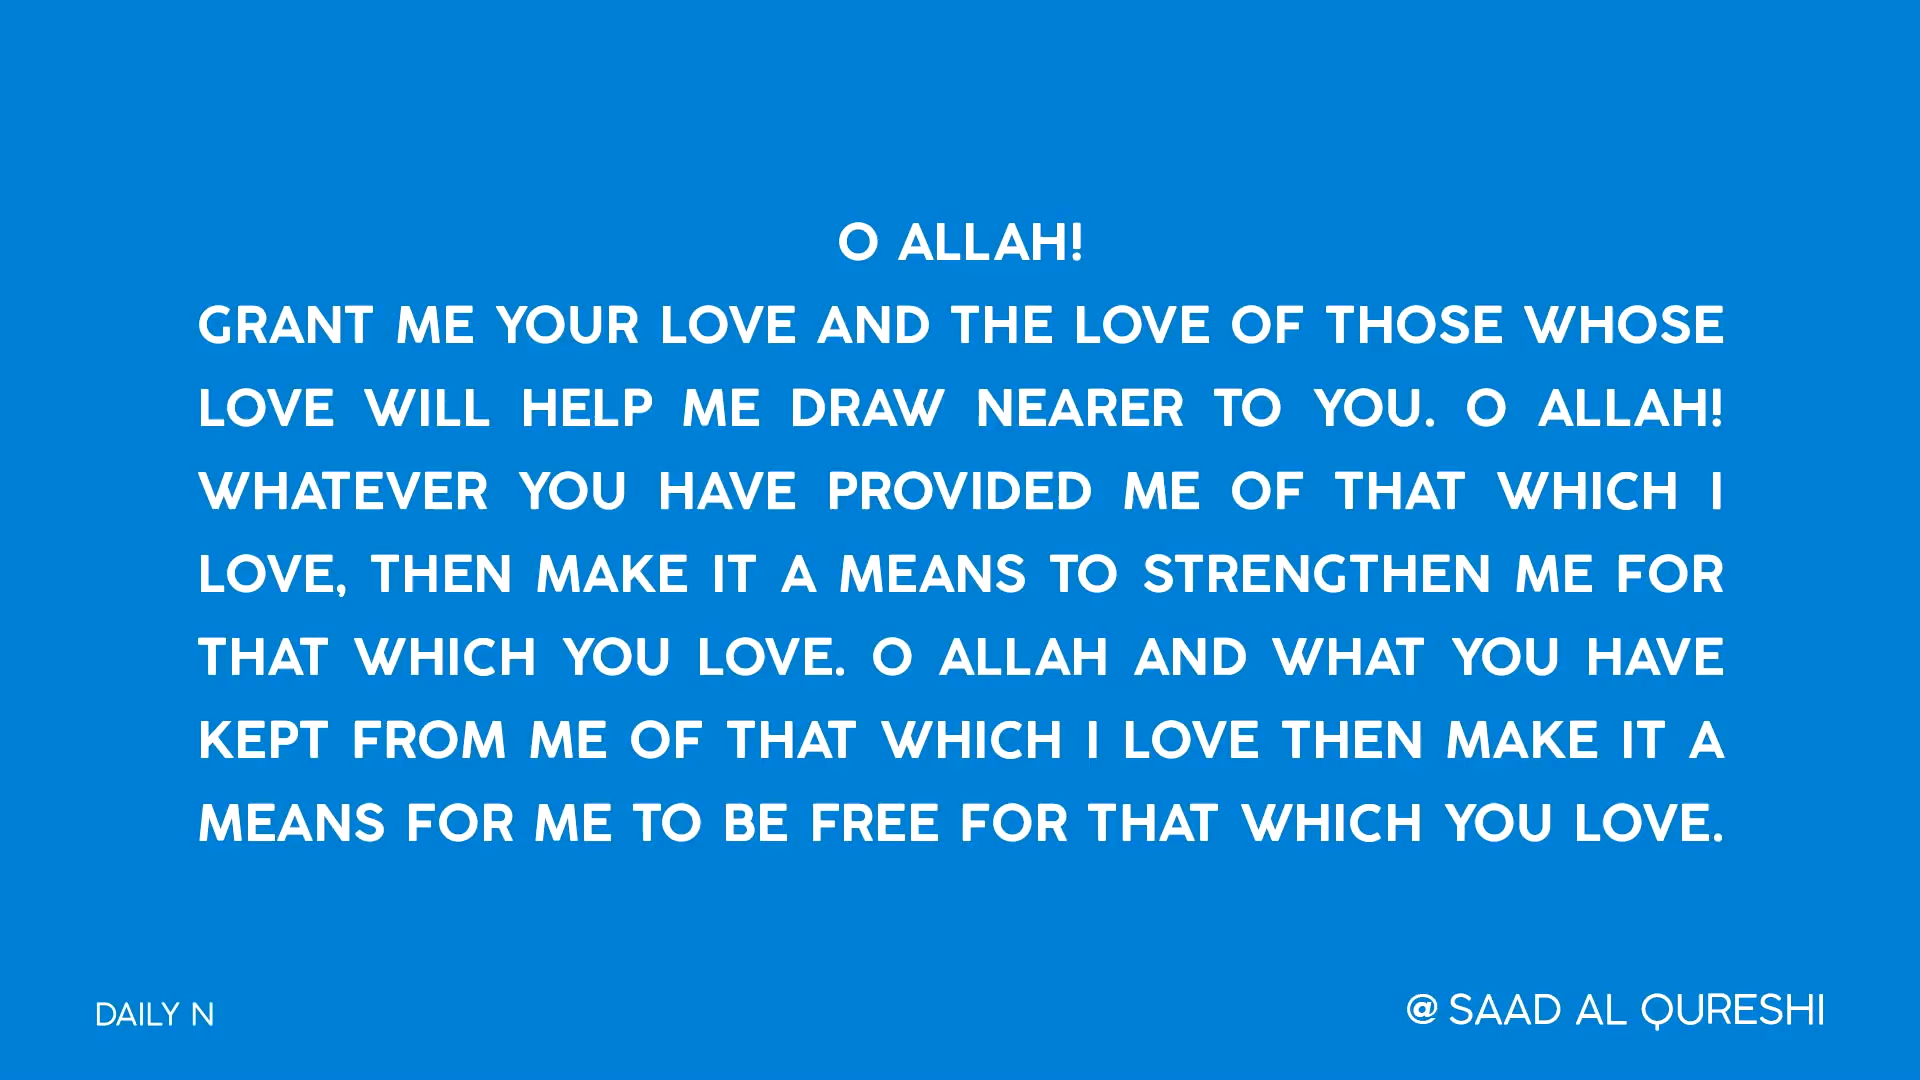 O ALLAH!
GRANT ME YOUR LOVE AND THE LOVE OF THOSE WHOSE
LOVE WILL HELP ME DRAW NEARER TO YOU. O ALLAH!
WHATEVER YOU HAVE PROVIDED ME OF THAT WHICH I
LOVE, THEN MAKE IT A MEANS TO STRENGTHEN ME FOR
THAT WHICH YOU LOVE. O ALLAH AND WHAT YOU HAVE
KEPT FROM ME OF THAT WHICH I LOVE THEN MAKE IT A
MEANS FOR ME TO BE FREE FOR THAT WHICH YOU LOVE.
DAILY N
@ SAAD AL QURESHI